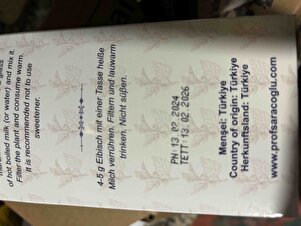 of hot boiled milk (or water) and mix it.
Filter the plant and consume warm.
It is recommended not to use
sweetener.
4-5 g Eibisch mit einer Tasse heiße
Milch verrühren. Filtern und lauwarm
trinken. Nicht süßen.
PN: 13.02.2024
TETT: 13.02.2026
Menşei: Türkiye
Country of origin: Türkiye
Herkunftsland: Türkiye
www.profsaracoglu.com